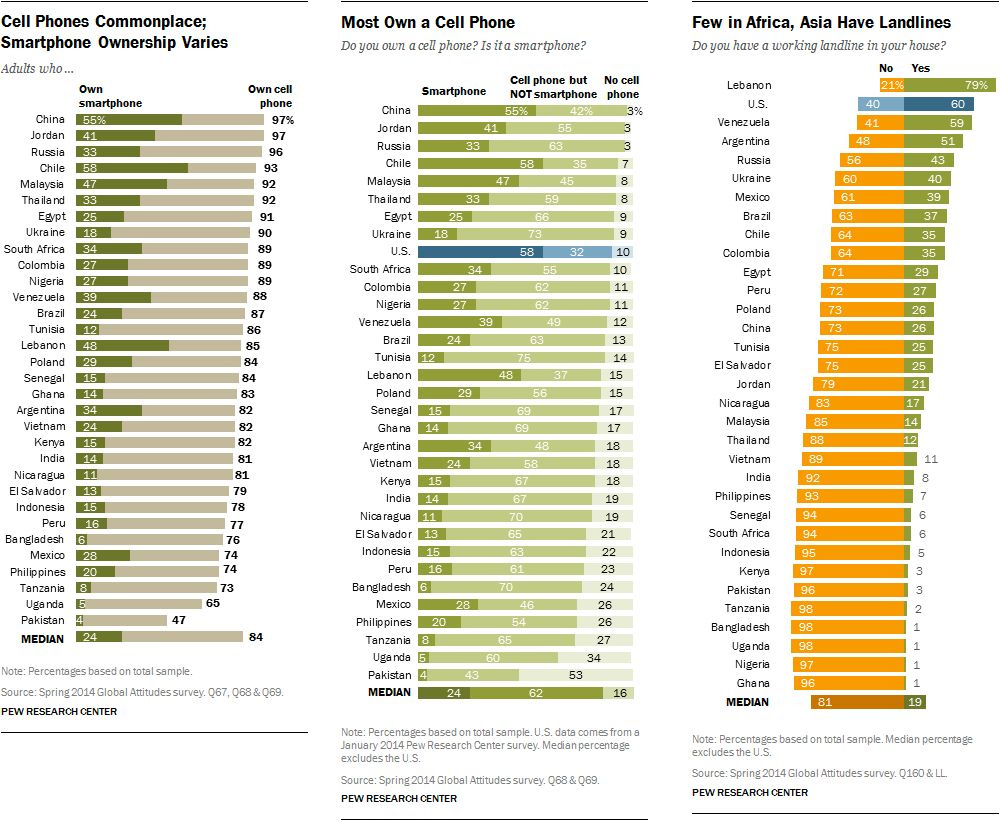 Cell Phones Commonplace;
Smartphone Ownership Varies
Adults who ...
Own smartphone Own cell phone
China 55% 97%
Jordan 41 97
Russia 33 96
Chile 58 93
Malaysia 47 92
Thailand 33 92
Egypt 25 91
Ukraine 18 90
South Africa 34 89
Colombia 27 89
Nigeria 27 89
Venezuela 39 88
Brazil 24 87
Tunisia 12 86
Lebanon 48 85
Poland 29 84
Senegal 15 84
Ghana 14 83
Argentina 34 82
Vietnam 24 82
Kenya 15 82
India 14 81
Nicaragua 11 81
El Salvador 13 79
Indonesia 15 78
Peru 16 77
Bangladesh 6 76
Mexico 28 74
Philippines 20 74
Tanzania 8 73
Uganda 5 65
Pakistan 4 47
MEDIAN 24 84
Note: Percentages based on total sample.
Source: Spring 2014 Global Attitudes survey. Q67, Q68 & Q69.
PEW RESEARCH CENTER
Most Own a Cell Phone
Do you own a cell phone? Is it a smartphone?
Smartphone Cell phone but NOT smartphone No cell phone
China 55% 42% 3%
Jordan 41 55 3
Russia 33 63 3
Chile 58 35 7
Malaysia 47 45 8
Thailand 33 59 8
Egypt 25 66 9
Ukraine 18 73 9
U.S. 58 32 10
South Africa 34 55 10
Colombia 27 62 11
Nigeria 27 62 11
Venezuela 39 49 12
Brazil 24 63 13
Tunisia 12 75 14
Lebanon 48 37 15
Poland 29 56 15
Senegal 15 69 17
Ghana 14 69 17
Argentina 34 48 18
Vietnam 24 58 18
Kenya 15 67 18
India 14 67 19
Nicaragua 11 70 19
El Salvador 13 65 21
Indonesia 15 63 22
Peru 16 61 23
Bangladesh 6 70 24
Mexico 28 46 26
Philippines 20 54 26
Tanzania 8 65 27
Uganda 5 60 34
Pakistan 4 43 53
MEDIAN 24 62 16
Note: Percentages based on total sample. U.S. data comes from a
January 2014 Pew Research Center survey. Median percentage
excludes the U.S.
Source: Spring 2014 Global Attitudes survey. Q68 & Q69.
PEW RESEARCH CENTER
Few in Africa, Asia Have Landlines
Do you have a working landline in your house?
No Yes
Lebanon 21% 79%
U.S. 40 60
Venezuela 41 59
Argentina 48 51
Russia 56 43
Ukraine 60 40
Mexico 61 39
Brazil 63 37
Chile 64 35
Colombia 64 35
Egypt 71 29
Peru 72 27
Poland 73 26
China 73 26
Tunisia 75 25
El Salvador 75 25
Jordan 79 21
Nicaragua 83 17
Malaysia 85 14
Thailand 88 12
Vietnam 89 11
India 92 8
Philippines 93 7
Senegal 94 6
South Africa 94 6
Indonesia 95 5
Kenya 97 3
Pakistan 96 3
Tanzania 98 2
Bangladesh 98 1
Uganda 98 1
Nigeria 97 1
Ghana 96 1
MEDIAN 81 19
Note: Percentages based on total sample. Median percentage
excludes the U.S.
Source: Spring 2014 Global Attitudes survey. Q160 & LL.
PEW RESEARCH CENTER